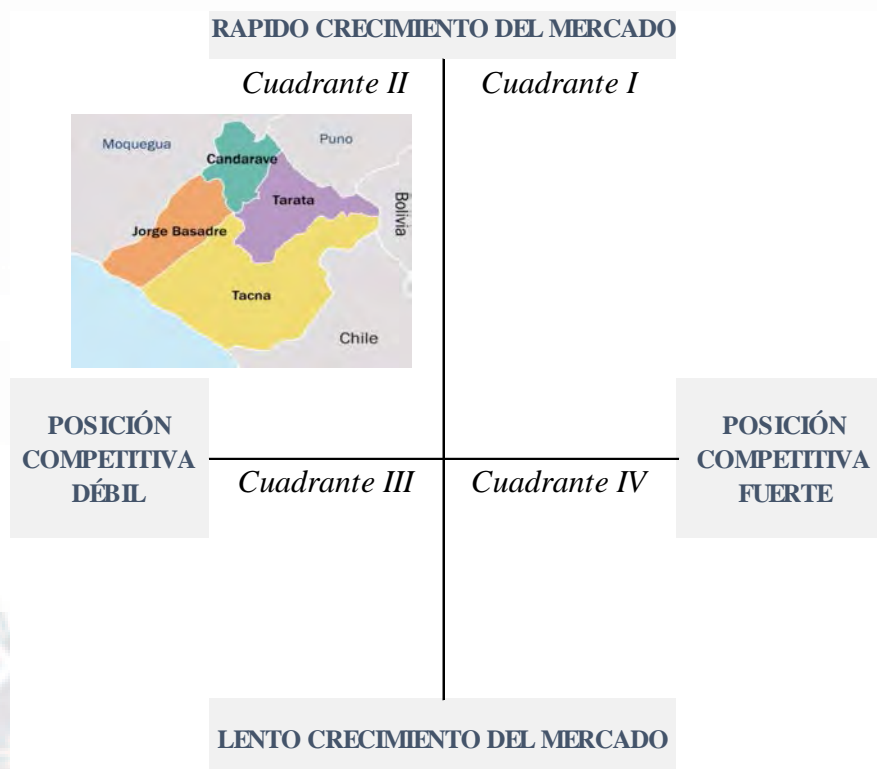 RAPIDO CRECIMIENTO DEL MERCADO
Cuadrante II
Cuadrante I
Moquegua
Puno
Candarave
Tarata
Bolivia
Jorge Basadre
Tacna
Chile
POSICIÓN
COMPETITIVA
DÉBIL
POSICIÓN
COMPETITIVA
FUERTE
Cuadrante III
Cuadrante IV
LENTO CRECIMIENTO DEL MERCADO